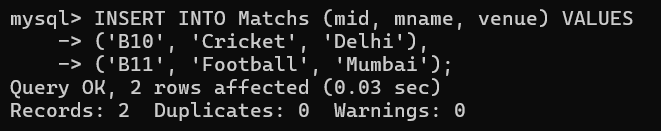 mysql> INSERT INTO Matchs (mid, mname, venue) VALUES
    -> ('B10', 'Cricket', 'Delhi'),
    -> ('B11', 'Football', 'Mumbai');
Query OK, 2 rows affected (0.03 sec)
Records: 2  Duplicates: 0  Warnings: 0